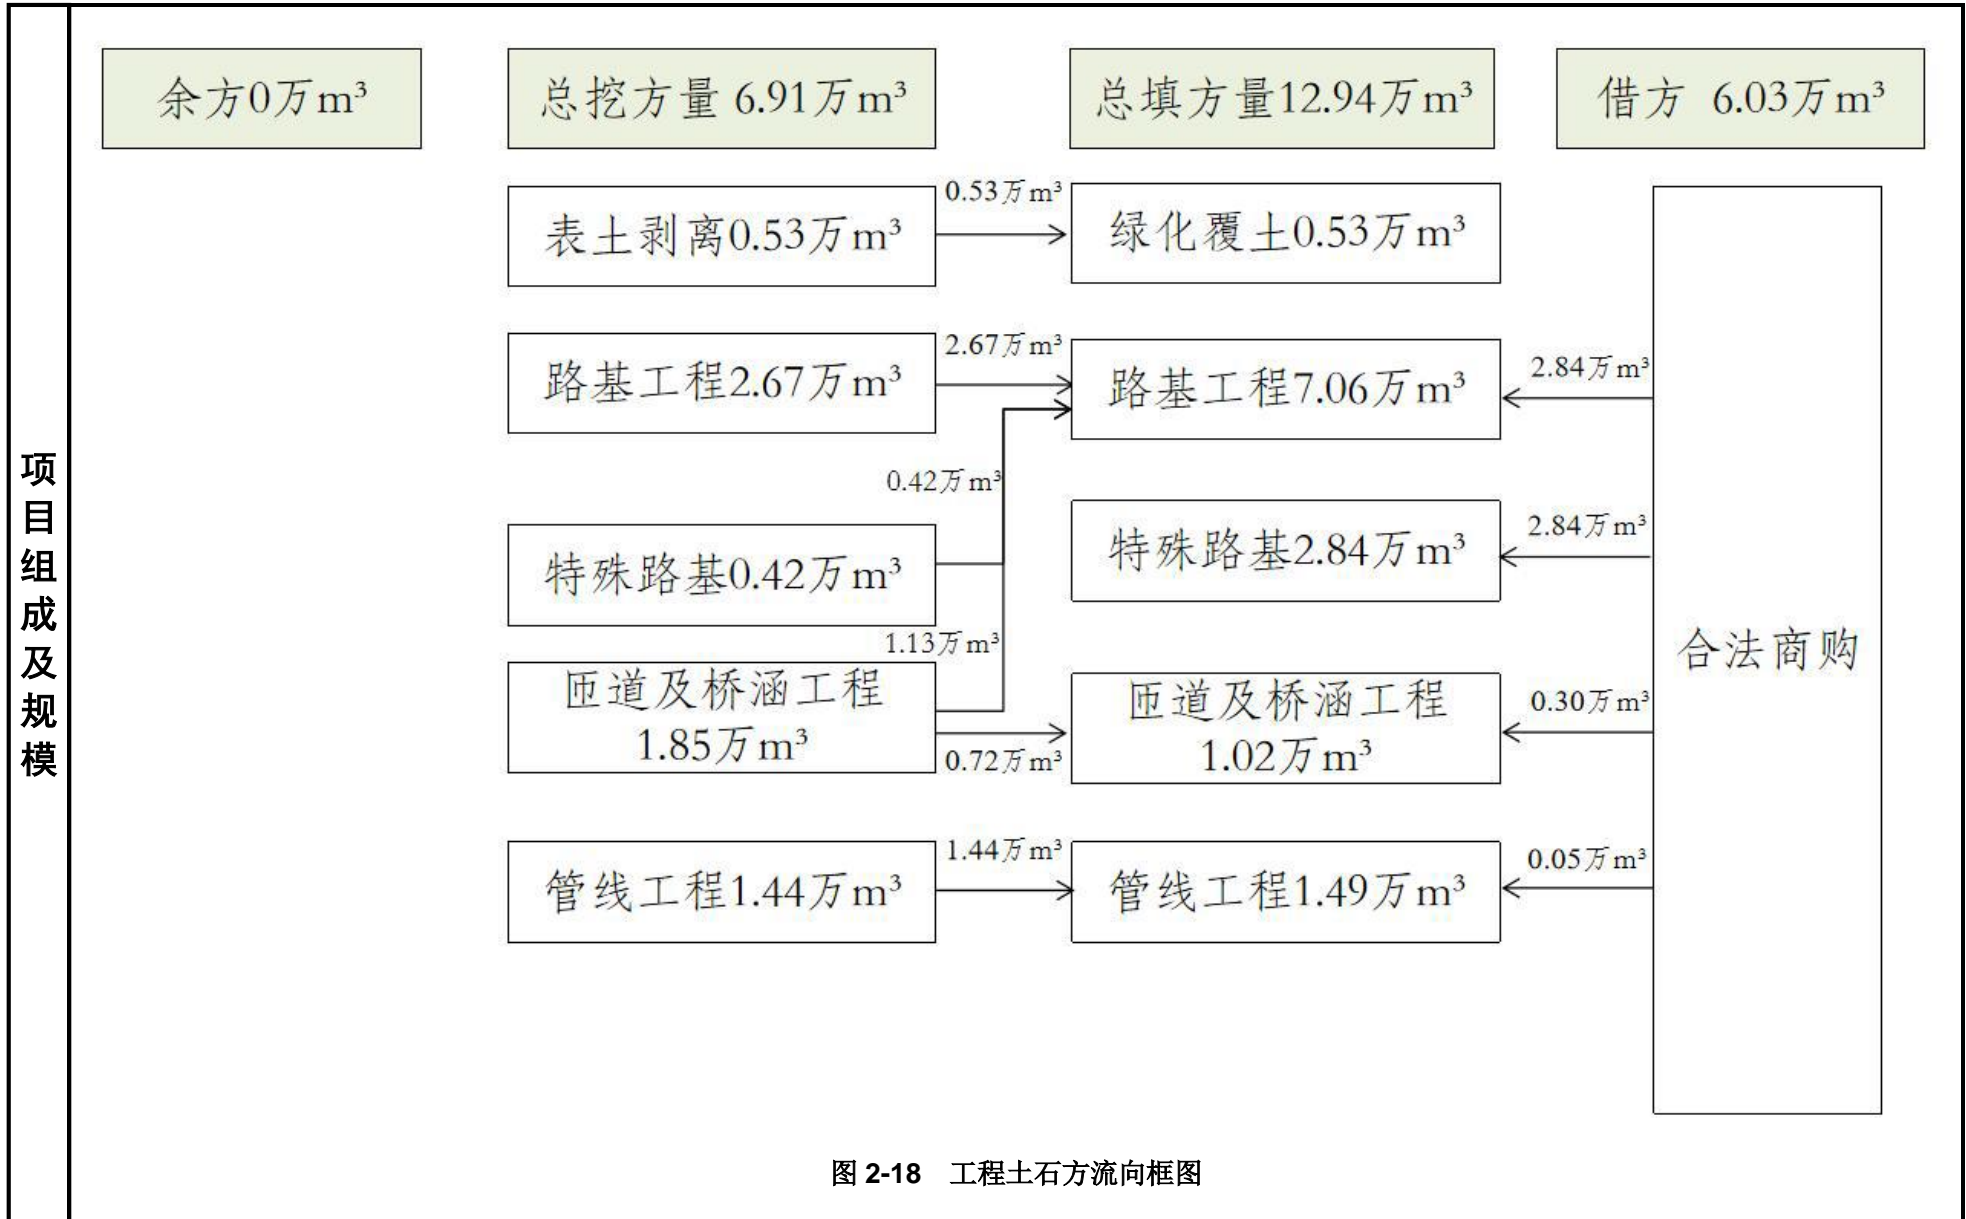 项
目
组
成
及
规
模
余方0万m³
总挖方量 6.91万m³
总填方量12.94万m³
借方 6.03万m³
表土剥离0.53万m³
0.53万m³
绿化覆土0.53万m³
路基工程2.67万m³
2.67万m³
路基工程7.06万m³
2.84万m³
0.42万m³
特殊路基0.42万m³
特殊路基2.84万m³
2.84万m³
1.13万m³
匝道及桥涵工程
1.85万m³
0.72万m³
匝道及桥涵工程
1.02万m³
0.30万m³
合法商购
管线工程1.44万m³
1.44万m³
管线工程1.49万m³
0.05万m³
图 2-18 工程土石方流向框图